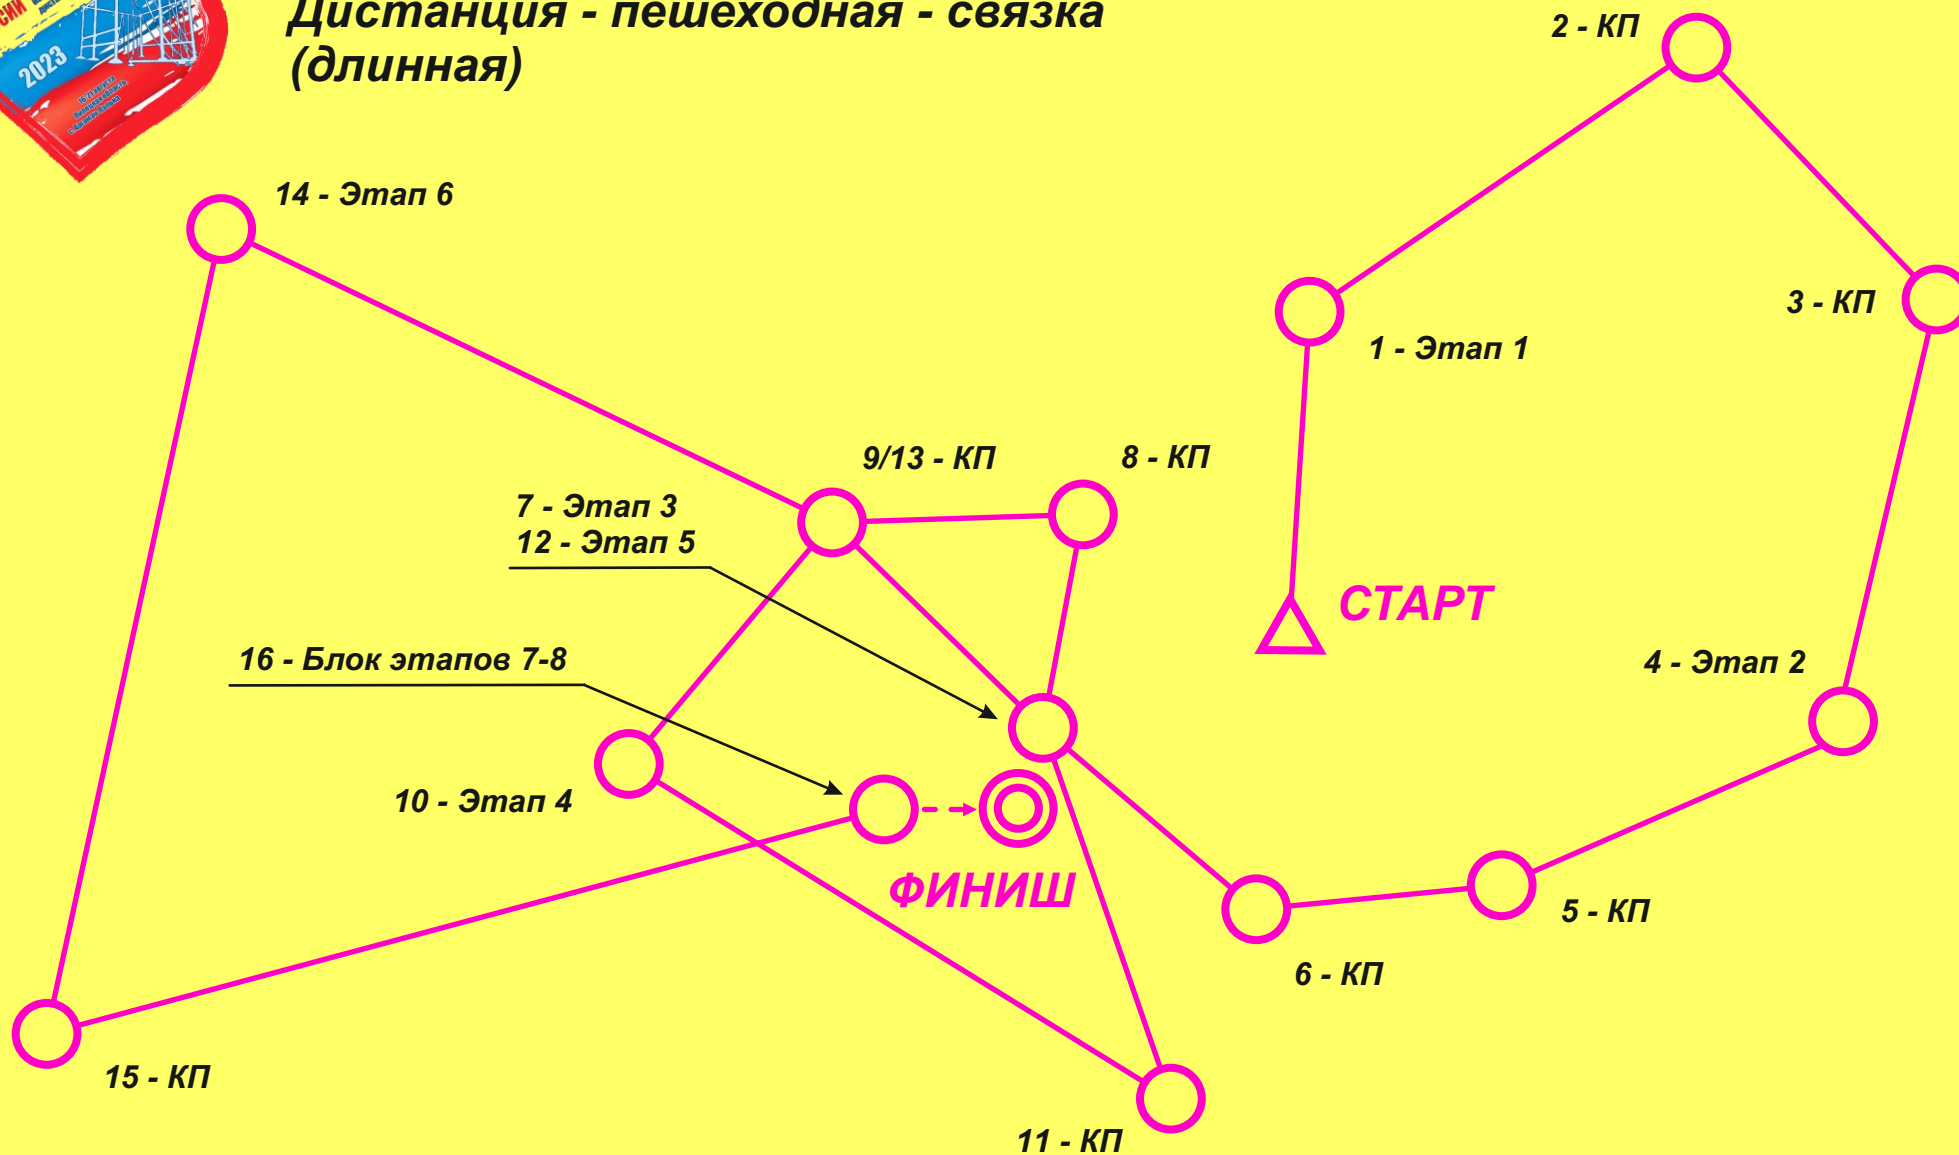 СИИ
2023
Дистанция - пешеходная - связка
(длинная)
2 - КП
14 - Этап 6
3 - КП
1 - Этап 1
9/13 - КП
8 - КП
7 - Этап 3
12 - Этап 5
СТАРТ
16 - Блок этапов 7-8
4 - Этап 2
10 - Этап 4
ФИНИШ
5 - КП
6 - КП
15 - КП
11 - КП